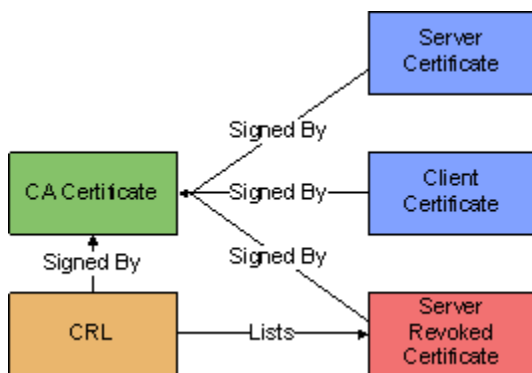 Server
Certificate
Signed By
CA Certificate
Signed By
Client
Certificate
Signed By
Signed By
CRL
Lists
Server
Revoked
Certificate